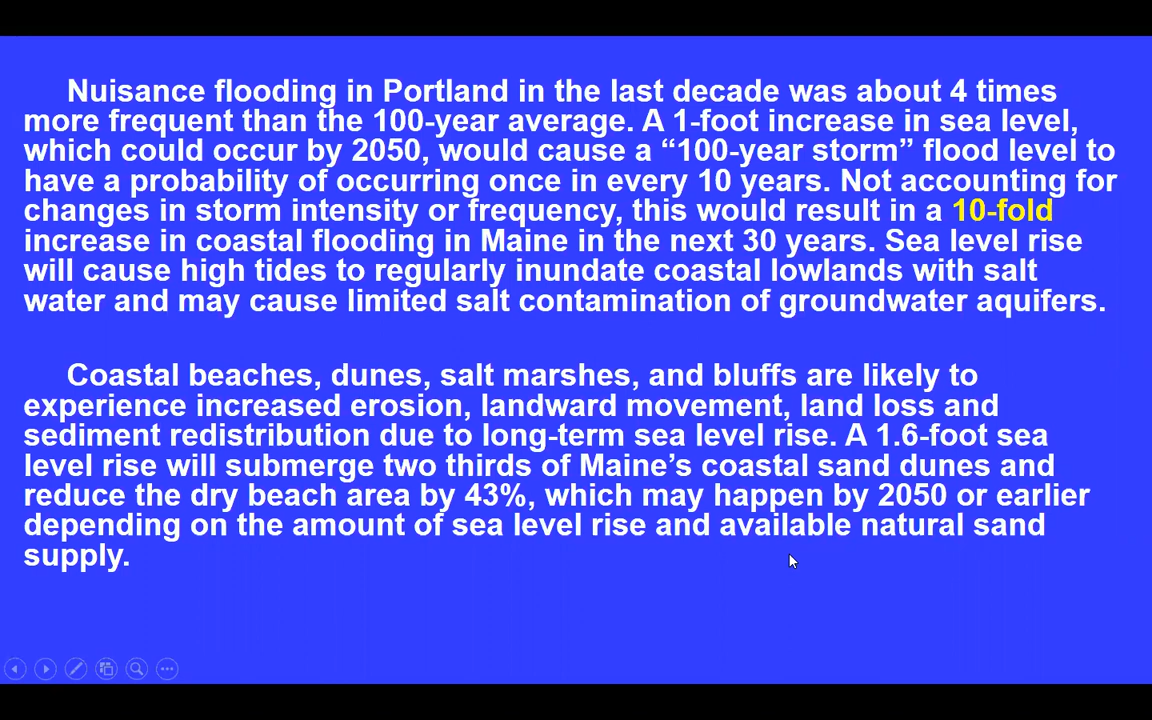 Nuisance flooding in Portland in the last decade was about 4 times
more frequent than the 100-year average. A 1-foot increase in sea level,
which could occur by 2050, would cause a “100-year storm” flood level to
have a probability of occurring once in every 10 years. Not accounting for
changes in storm intensity or frequency, this would result in a 10-fold
increase in coastal flooding in Maine in the next 30 years. Sea level rise
will cause high tides to regularly inundate coastal lowlands with salt
water and may cause limited salt contamination of groundwater aquifers.
Coastal beaches, dunes, salt marshes, and bluffs are likely to
experience increased erosion, landward movement, land loss and
sediment redistribution due to long-term sea level rise. A 1.6-foot sea
level rise will submerge two thirds of Maine’s coastal sand dunes and
reduce the dry beach area by 43%, which may happen by 2050 or earlier
depending on the amount of sea level rise and available natural sand
supply.